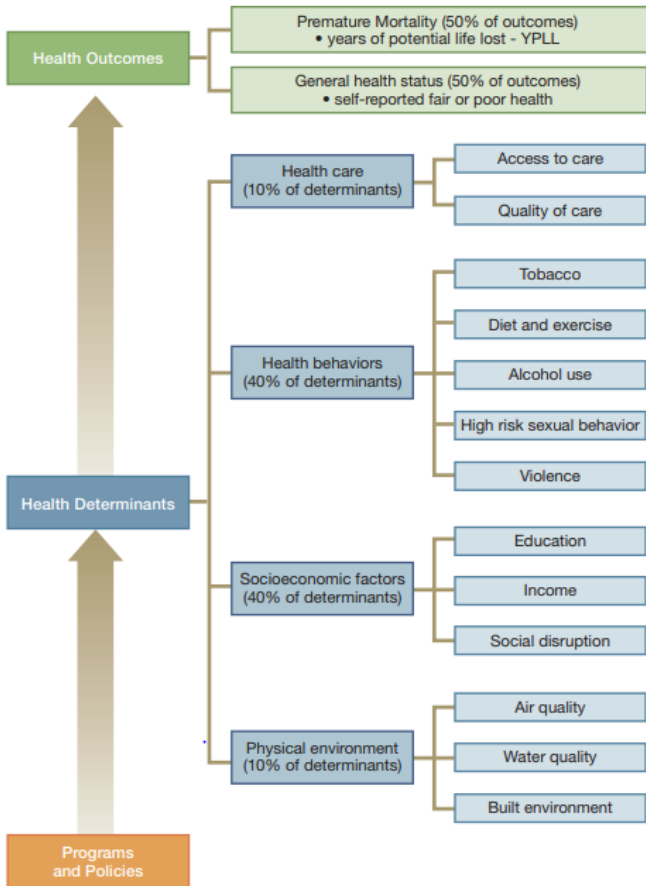 Health Outcomes
Premature Mortality (50% of outcomes)
• years of potential life lost - YPLL
General health status (50% of outcomes)
• self-reported fair or poor health
Health Determinants
Health care
(10% of determinants)
Access to care
Quality of care
Health behaviors
(40% of determinants)
Tobacco
Diet and exercise
Alcohol use
High risk sexual behavior
Violence
Socioeconomic factors
(40% of determinants)
Education
Income
Social disruption
Physical environment
(10% of determinants)
Air quality
Water quality
Built environment
Programs
and Policies